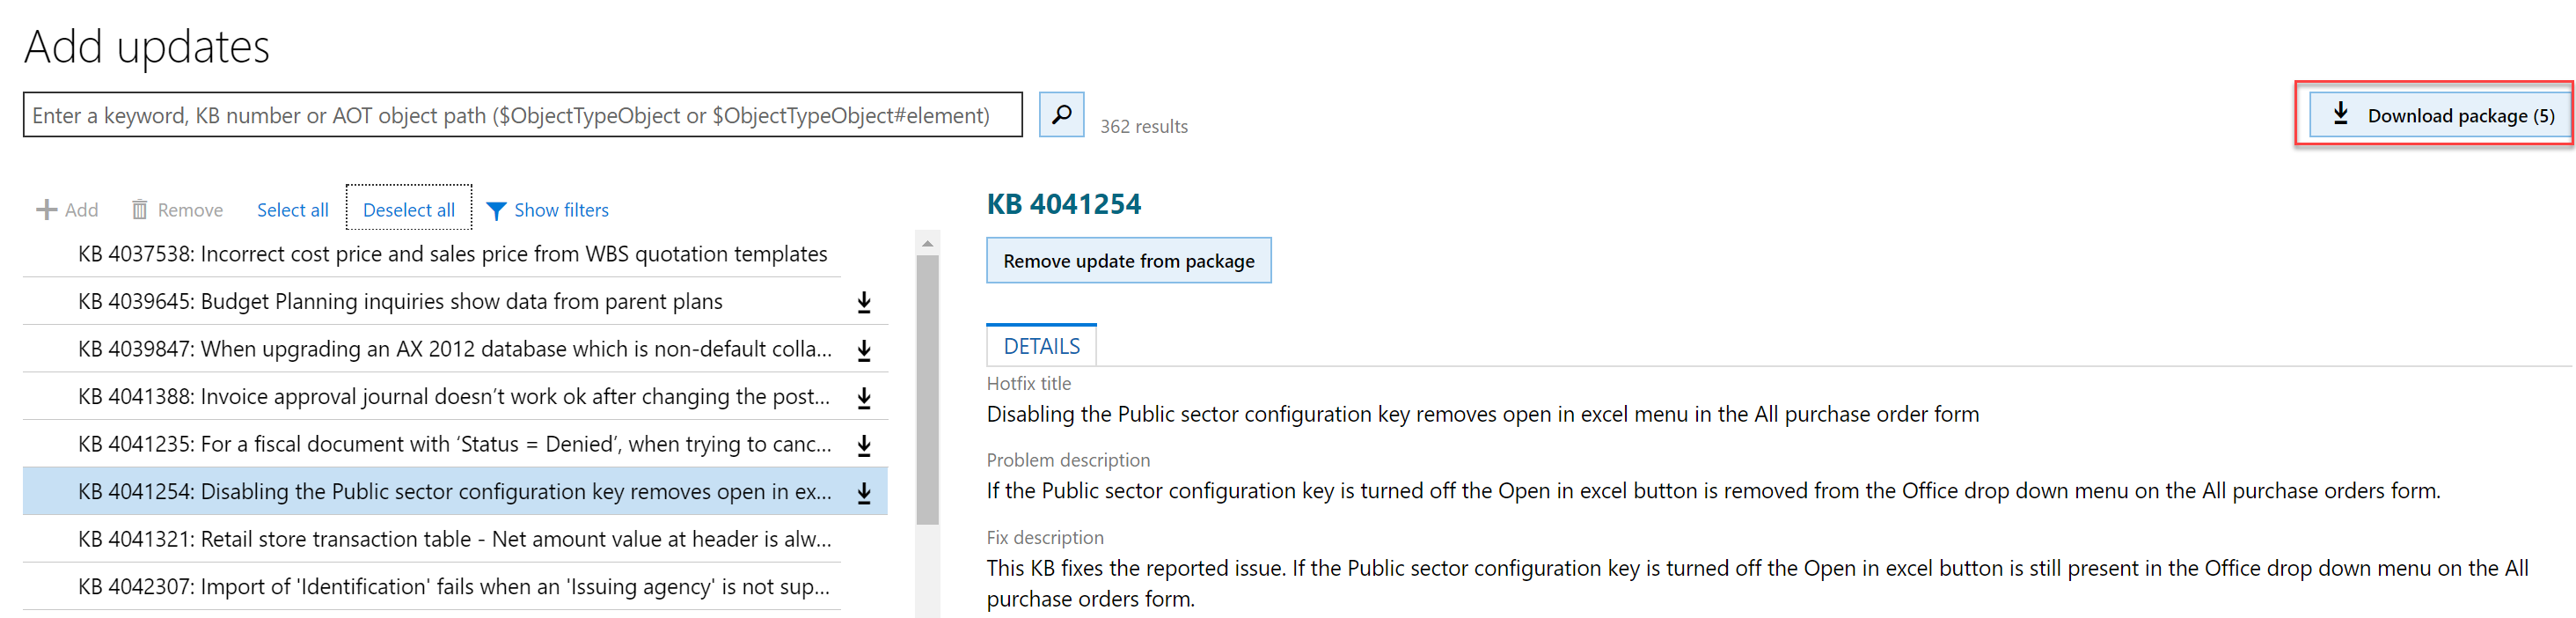 Add updates
Enter a keyword, KB number or AOT object path ($ObjectTypeObject or $ObjectTypeObject#element)
362 results
Download package (5)
Add
Remove
Select all
Deselect all
Show filters
KB 4037538: Incorrect cost price and sales price from WBS quotation templates
KB 4039645: Budget Planning inquiries show data from parent plans
KB 4039847: When upgrading an AX 2012 database which is non-default colla...
KB 4041388: Invoice approval journal doesn’t work ok after changing the post...
KB 4041235: For a fiscal document with ‘Status = Denied’, when trying to canc...
KB 4041254: Disabling the Public sector configuration key removes open in ex...
KB 4041321: Retail store transaction table - Net amount value at header is alw...
KB 4042307: Import of 'Identification' fails when an 'Issuing agency' is not sup...
KB 4041254
Remove update from package
DETAILS
Hotfix title
Disabling the Public sector configuration key removes open in excel menu in the All purchase order form
Problem description
If the Public sector configuration key is turned off the Open in excel button is removed from the Office drop down menu on the All purchase orders form.
Fix description
This KB fixes the reported issue. If the Public sector configuration key is turned off the Open in excel button is still present in the Office drop down menu on the All
purchase orders form.